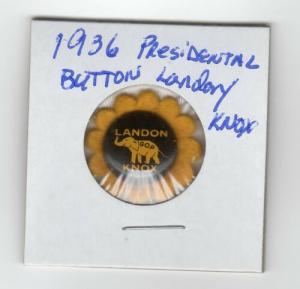 1936 PresiDENTAL
BUTTON Landon/
KNOX
LANDON
GOP
KNOX